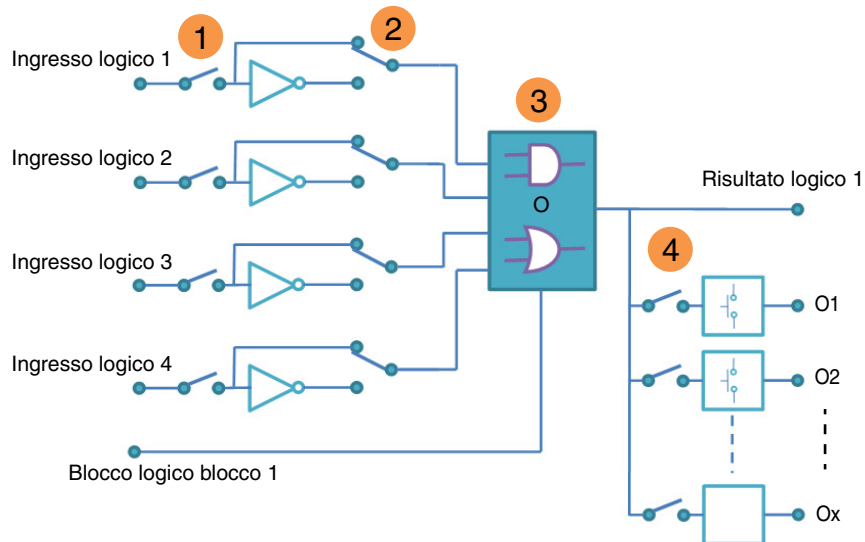 1
2
Ingresso logico 1
3
Ingresso logico 2
Risultato logico 1
O
4
Ingresso logico 3
O1
Ingresso logico 4
O2
Blocco logico blocco 1
Ox